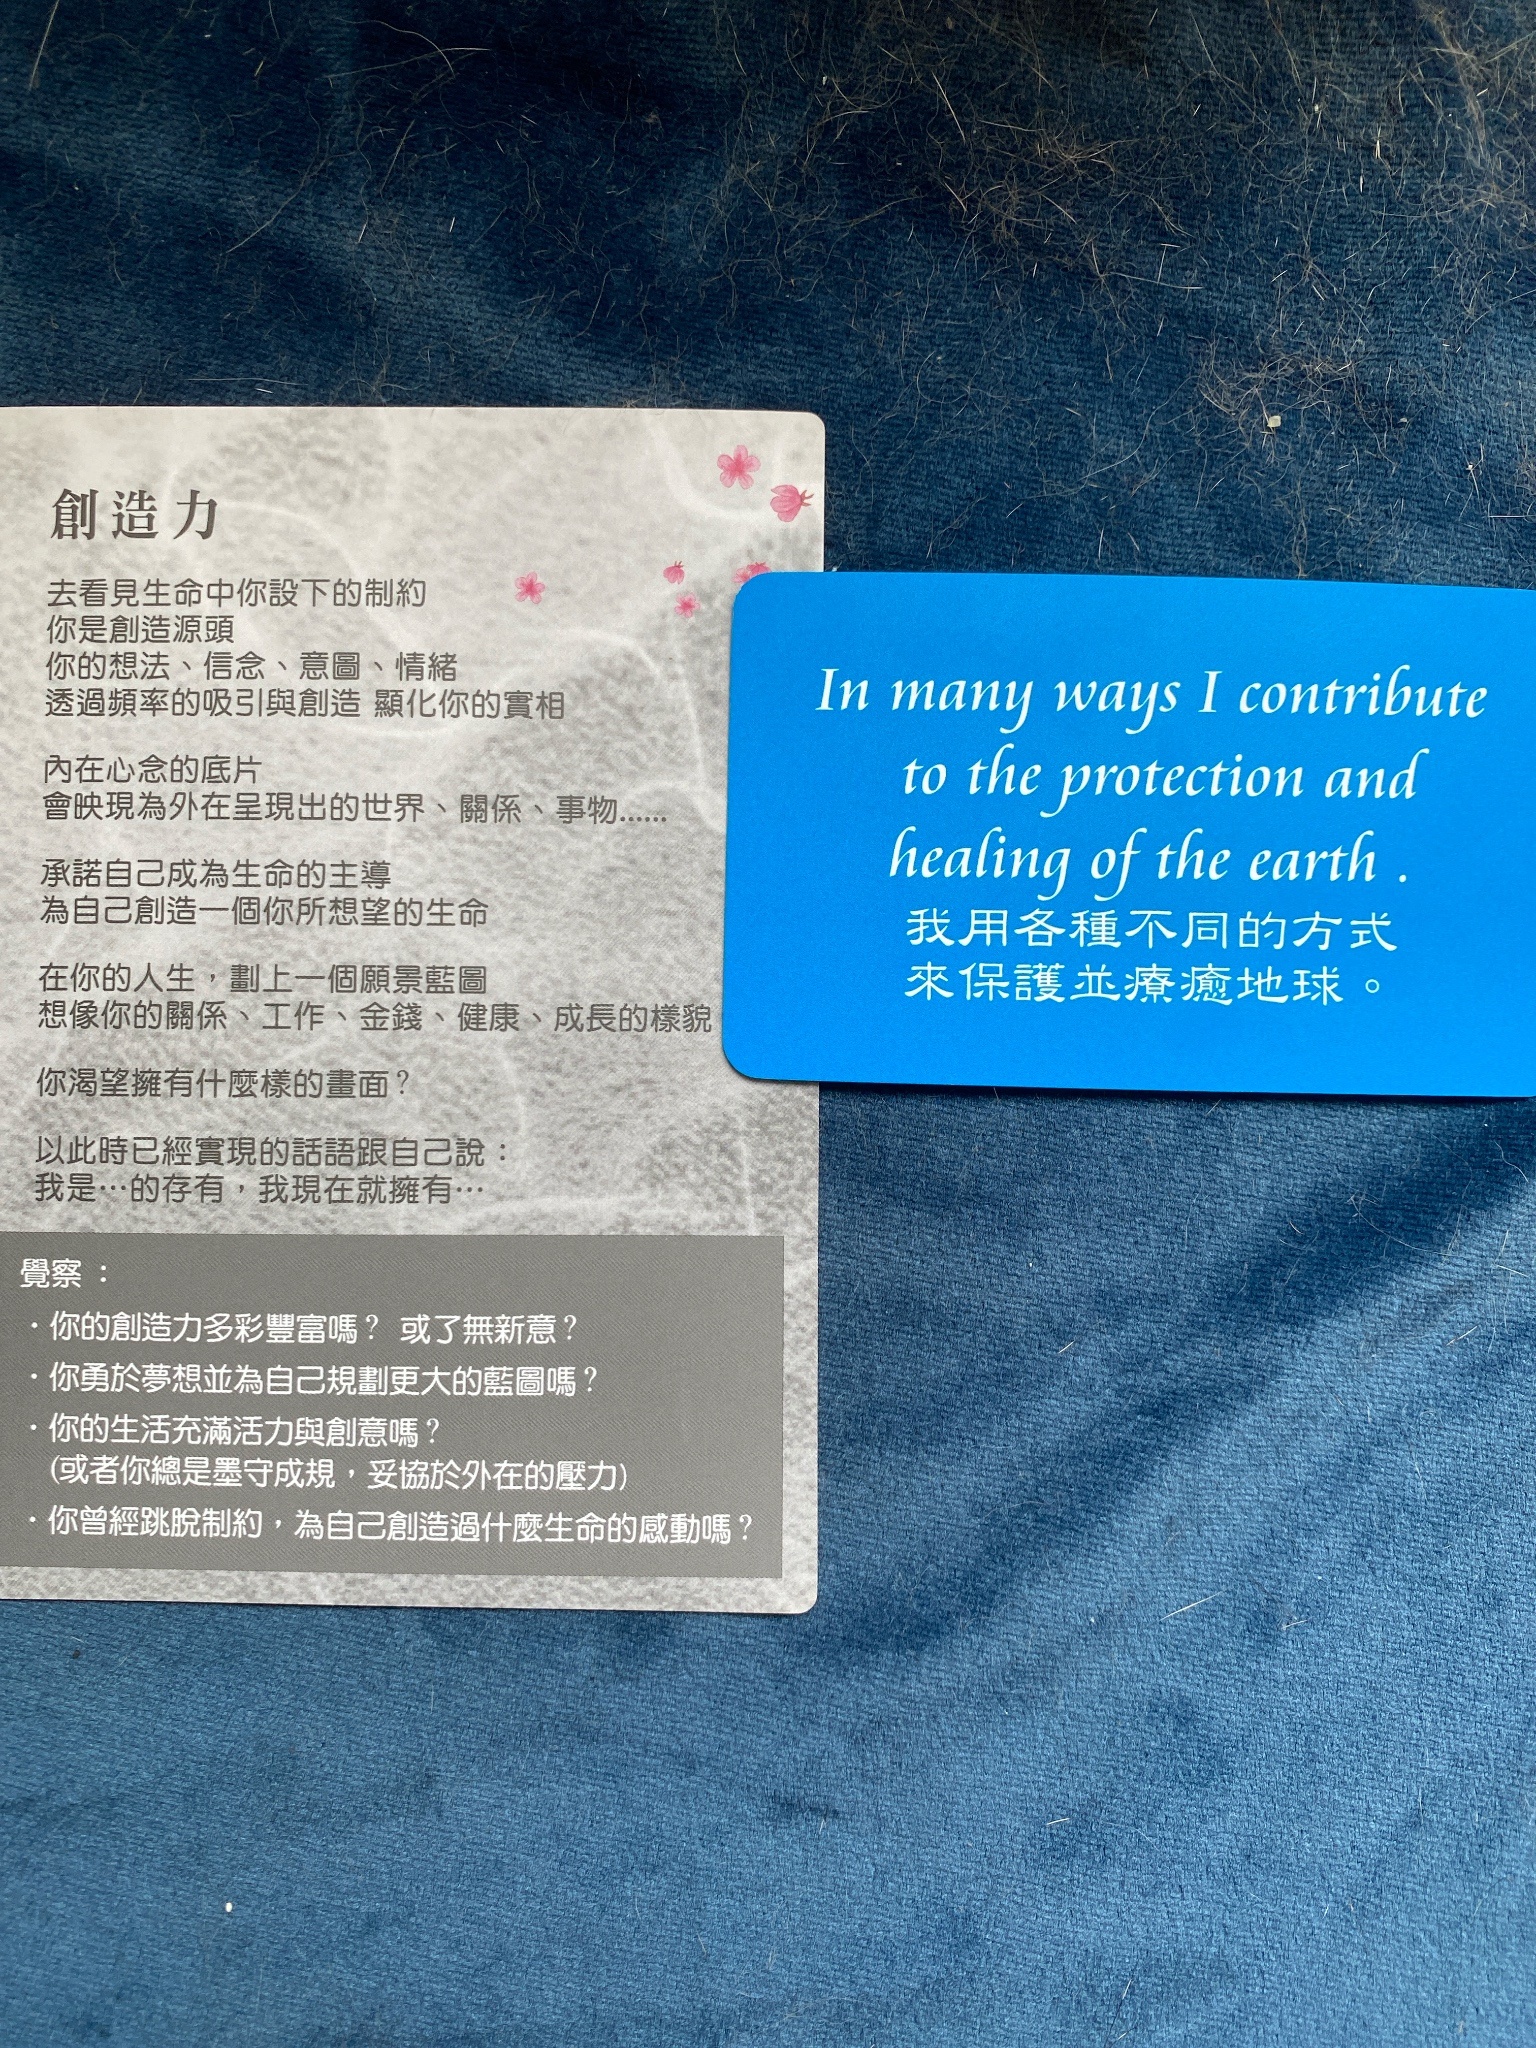 創造力
去看見生命中你設下的制約
你是創造源頭
你的想法、信念、意圖、情緒
透過頻率的吸引與創造 顯化你的實相
內在心念的底片
會映現為外在呈現出的世界、關係、事物......
承諾自己成為生命的主導
為自己創造一個你所想望的生命
在你的人生，劃上一個願景藍圖
想像你的關係、工作、金錢、健康、成長的樣貌
你渴望擁有什麼樣的畫面？
以此時已經實現的話語跟自己說：
我是⋯的存有，我現在就擁有⋯
覺察：
・你的創造力多彩豐富嗎？ 或了無新意？
・你勇於夢想並為自己規劃更大的藍圖嗎？
・你的生活充滿活力與創意嗎？
(或者你總是墨守成規，妥協於外在的壓力)
・你曾經跳脫制約，為自己創造過什麼生命的感動嗎？
In many ways I contribute
to the protection and
healing of the earth .
我用各種不同的方式
來保護並療癒地球。